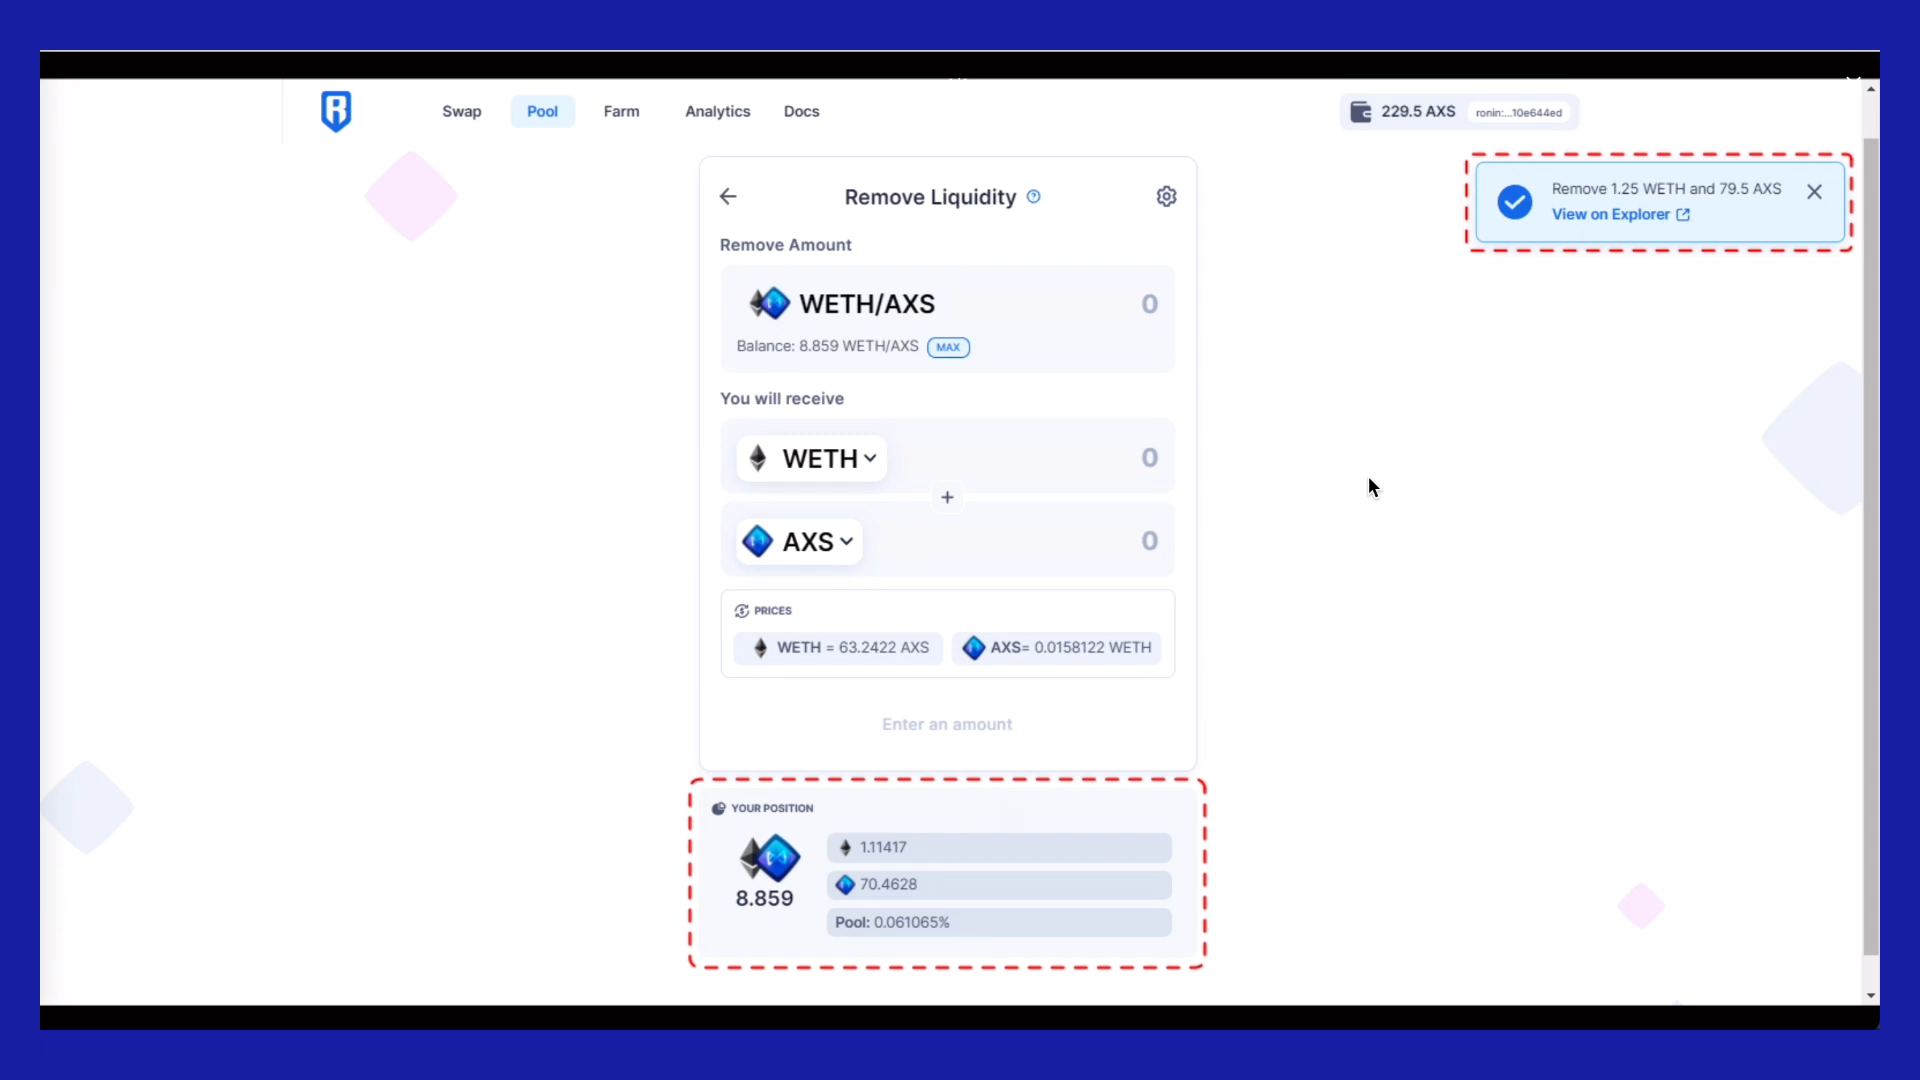 Swap
Pool
Farm
Analytics
Docs
229.5 AXS
ronin:...10e644ed
Remove 1.25 WETH and 79.5 AXS
View on Explorer
Remove Liquidity
Remove Amount
WETH/AXS
0
Balance: 8.859 WETH/AXS
MAX
You will receive
WETH
0
+
AXS
0
PRICES
WETH = 63.2422 AXS
AXS= 0.0158122 WETH
Enter an amount
YOUR POSITION
8.859
1.11417
70.4628
Pool: 0.061065%